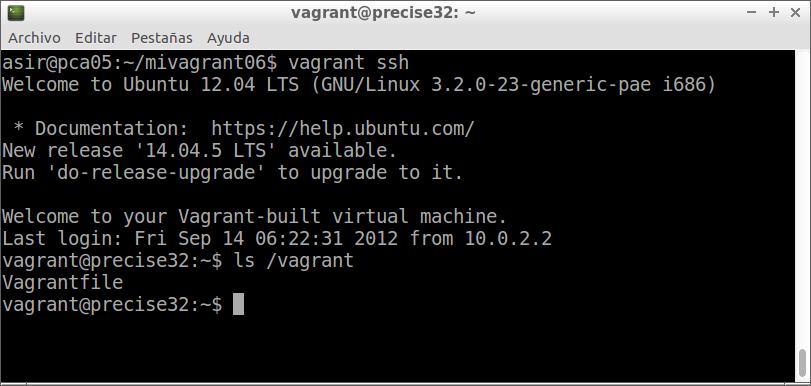 vagrant@precise32: ~
Archivo Editar Pestañas Ayuda
asir@pca05:~/mivagrant06$ vagrant ssh
Welcome to Ubuntu 12.04 LTS (GNU/Linux 3.2.0-23-generic-pae i686)
 * Documentation:  https://help.ubuntu.com/
New release '14.04.5 LTS' available.
Run 'do-release-upgrade' to upgrade to it.
Welcome to your Vagrant-built virtual machine.
Last login: Fri Sep 14 06:22:31 2012 from 10.0.2.2
vagrant@precise32:~$ ls /vagrant
Vagrantfile
vagrant@precise32:~$